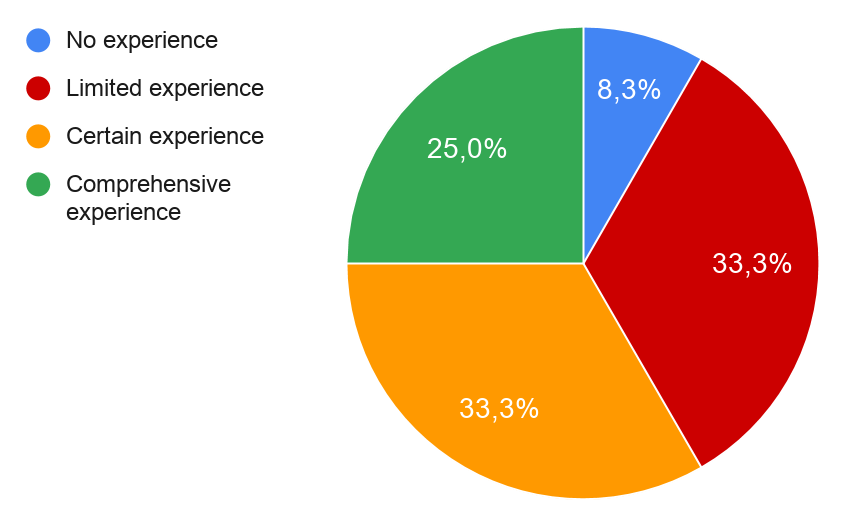 No experience
Limited experience
Certain experience
Comprehensive
experience
8,3%
25,0%
33,3%
33,3%